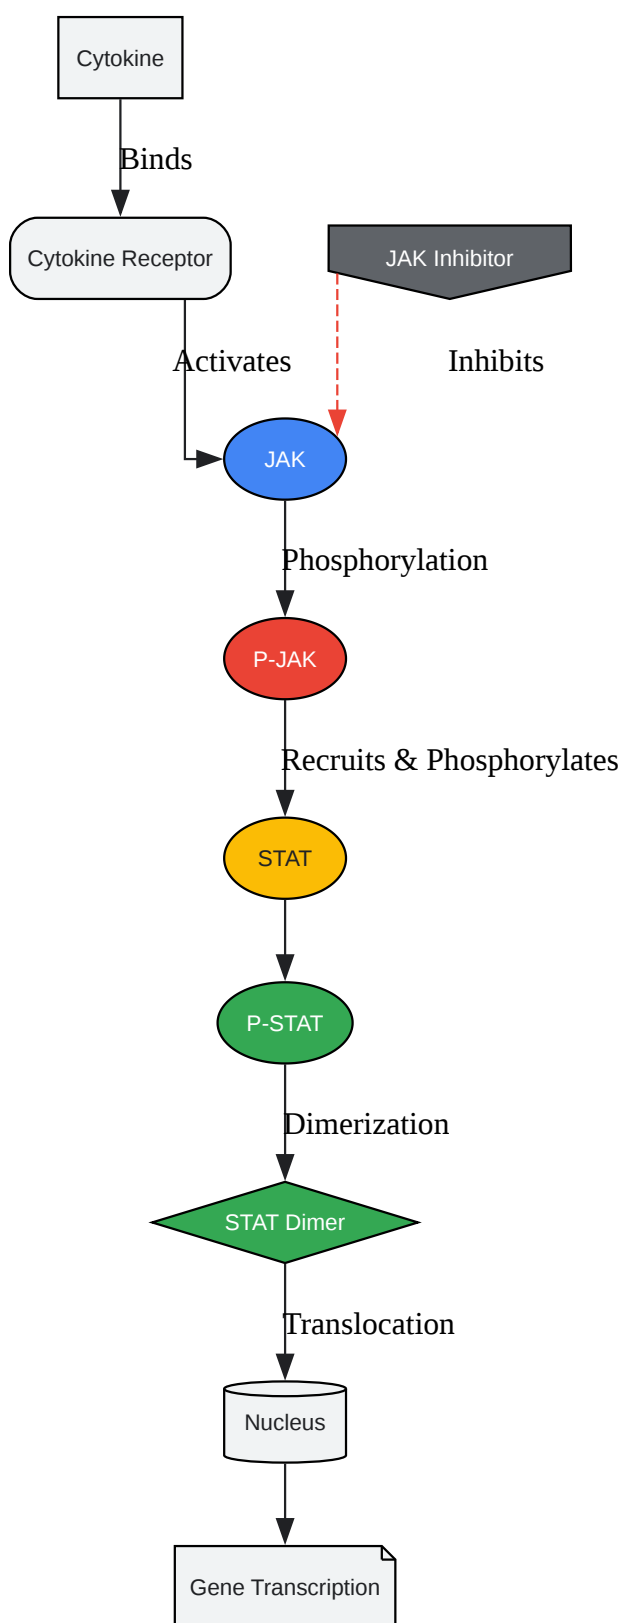 Cytokine
Binds
Cytokine Receptor
JAK Inhibitor
Activates
Inhibits
JAK
Phosphorylation
P-JAK
Recruits & Phosphorylates
STAT
P-STAT
Dimerization
STAT Dimer
Translocation
Nucleus
Gene Transcription